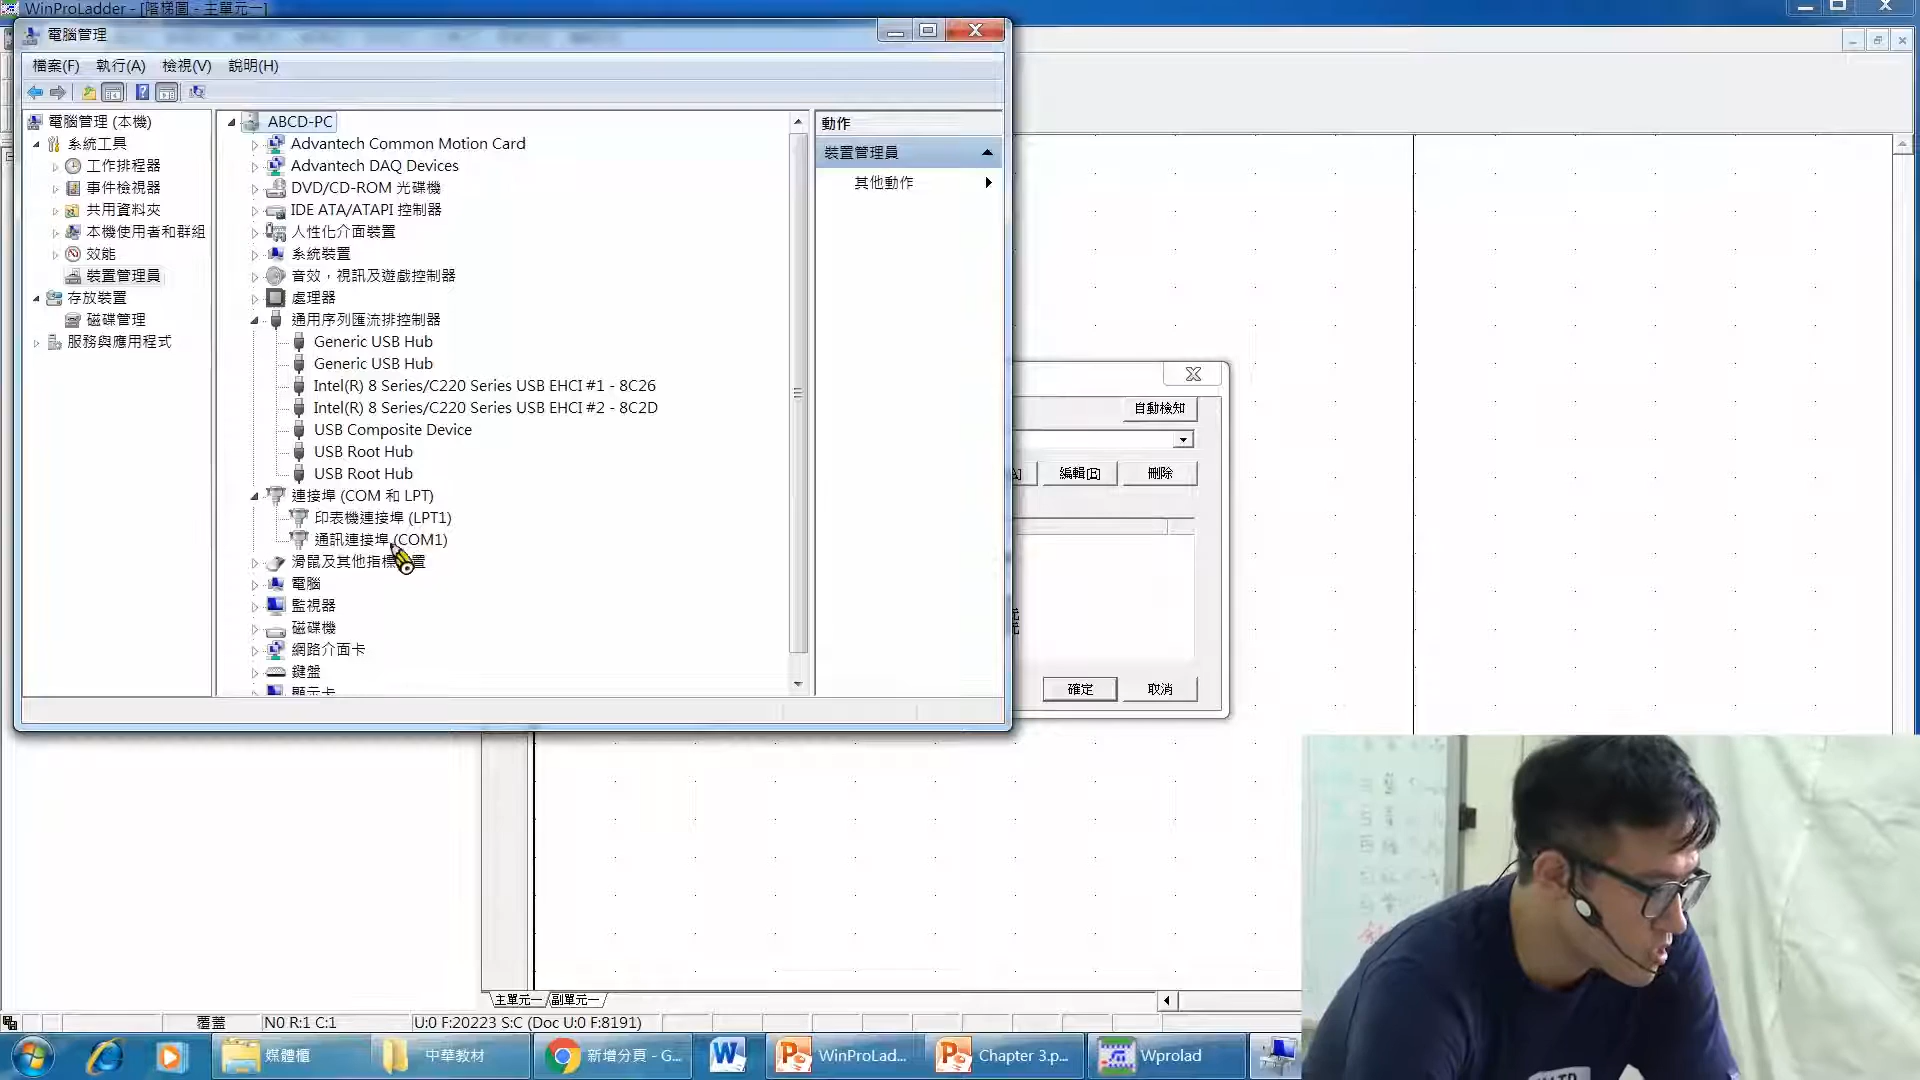 WinProLadder - [階梯圖 - 主單元一]
電腦管理
檔案(F) 執行(A) 檢視(V) 說明(H)
電腦管理 (本機)
系統工具
工作排程器
事件檢視器
共用資料夾
本機使用者和群組
效能
裝置管理員
存放裝置
磁碟管理
服務與應用程式
ABCD-PC
Advantech Common Motion Card
Advantech DAQ Devices
DVD/CD-ROM 光碟機
IDE ATA/ATAPI 控制器
人性化介面裝置
系統裝置
音效，視訊及遊戲控制器
處理器
通用序列匯流排控制器
Generic USB Hub
Generic USB Hub
Intel(R) 8 Series/C220 Series USB EHCI #1 - 8C26
Intel(R) 8 Series/C220 Series USB EHCI #2 - 8C2D
USB Composite Device
USB Root Hub
USB Root Hub
連接埠 (COM 和 LPT)
印表機連接埠 (LPT1)
通訊連接埠 (COM1)
滑鼠及其他指標置
電腦
監視器
磁碟機
網路介面卡
鍵盤
顯示卡
動作
裝置管理員
其他動作
自動檢知
編輯[E] 刪除
確定 取消
主單元一 副單元一
覆蓋 N0 R:1 C:1 U:0 F:20223 S:C (Doc U:0 F:8191)
媒體櫃 中華教材 新增分頁 - G... WinProLad... Chapter 3.p... Wprolad